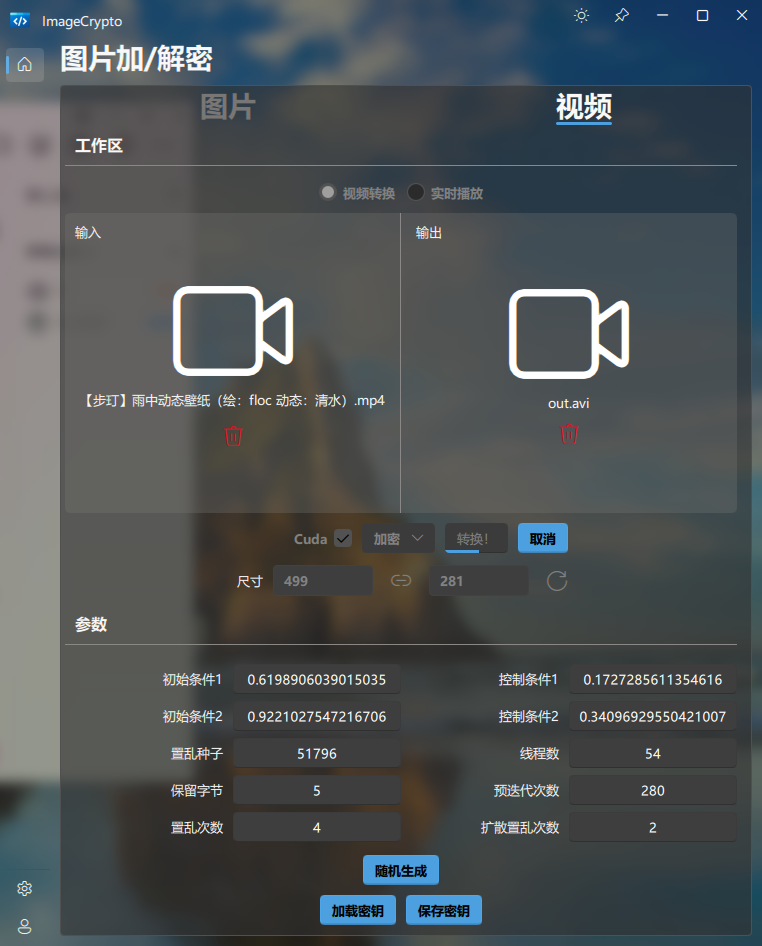 ImageCrypto
图片加/解密
图片 视频
工作区
视频转换 实时播放
输入 输出
【步玎】雨中动态壁纸（绘：floc 动态：清水）.mp4 out.avi
Cuda 加密 转换! 取消
尺寸 499 281
参数
初始条件1 0.6198906039015035 控制条件1 0.1727285611354616
初始条件2 0.9221027547216706 控制条件2 0.34096929550421007
置乱种子 51796 线程数 54
保留字节 5 预迭代次数 280
置乱次数 4 扩散置乱次数 2
随机生成
加载密钥 保存密钥